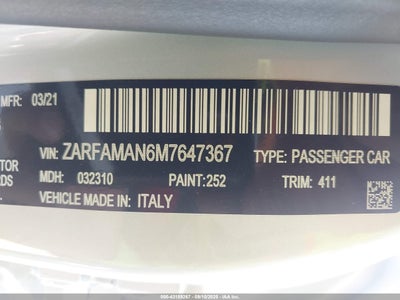 MFR: 03/21
VIN: ZARFAMAN6M7647367 TYPE: PASSENGER CAR
MDH: 032310 PAINT: 252 TRIM: 411
VEHICLE MADE IN: ITALY